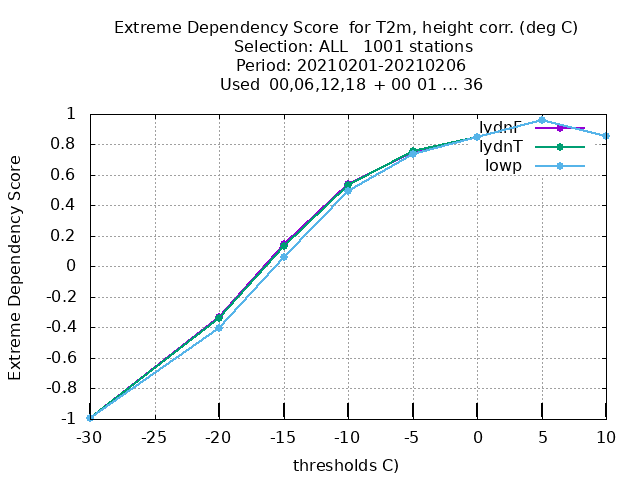 Extreme Dependency Score for T2m, height corr. (deg C)
Selection: ALL 1001 stations
Period: 20210201-20210206
Used 00,06,12,18 + 00 01 ... 36
Extreme Dependency Score
1
0.8
0.6
0.4
0.2
0
-0.2
-0.4
-0.6
-0.8
-1
lydnF
lydnT
lowp
-30
-25
-20
-15
-10
-5
0
5
10
thresholds C)